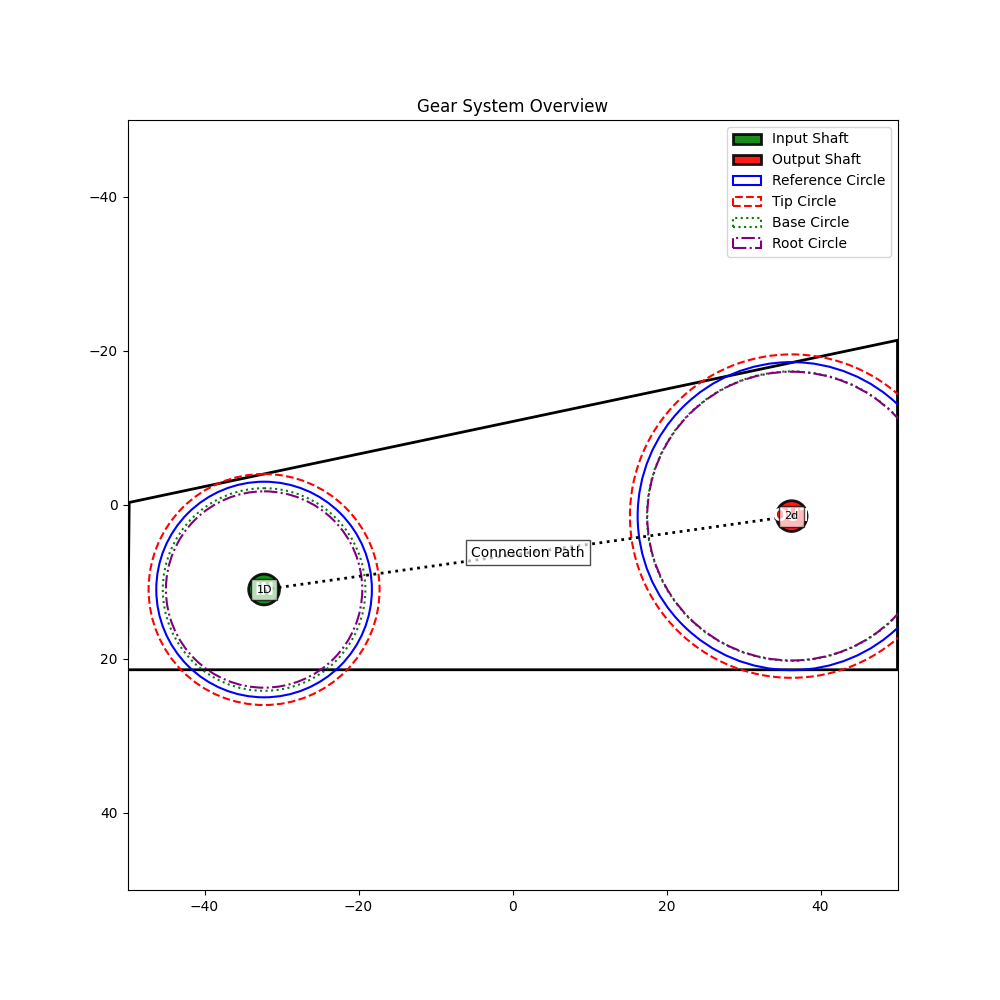 Gear System Overview
Input Shaft
Output Shaft
Reference Circle
Tip Circle
Base Circle
Root Circle
−40
−20
0
20
40
1D
Connection Path
2d
−40
−20
0
20
40